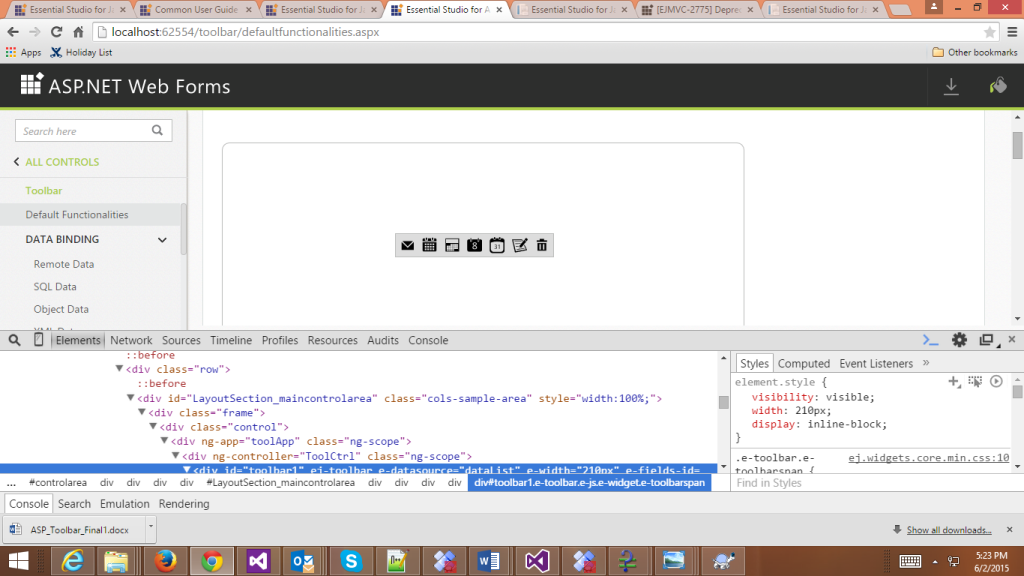 Essential Studio for J
Common User Guide
Essential Studio for J
Essential Studio for A
Essential Studio for J
[EJMVC-2775] Depre
Essential Studio for J
localhost:62554/toolbar/defaultfunctionalities.aspx
Apps Holiday List Other bookmarks
ASP.NET Web Forms
Search here
ALL CONTROLS
Toolbar
Default Functionalities
DATA BINDING
Remote Data
SQL Data
Object Data
8 31
Elements Network Sources Timeline Profiles Resources Audits Console
::before
<div class="row">
::before
<div id="LayoutSection_maincontrolarea" class="cols-sample-area" style="width:100%;">
<div class="frame">
<div class="control">
<div ng-app="toolApp" class="ng-scope">
<div ng-controller="ToolCtrl" class="ng-scope">
<div id="toolbar1" ej-toolbar e-datasource="dataList" e-width="210px" e-fields-id=
... #controlarea div div div div #LayoutSection_maincontrolarea div div div div div#toolbar1.e-toolbar.e-js.e-widget.e-toolbarspan
Styles Computed Event Listeners »
element.style {
visibility: visible;
width: 210px;
display: inline-block;
}
.e-toolbar.e- ej.widgets.core.min.css:10
toolbarspan {
Find in Styles
Console Search Emulation Rendering
ASP_Toolbar_Final1.docx
Show all downloads...
5:23 PM
6/2/2015